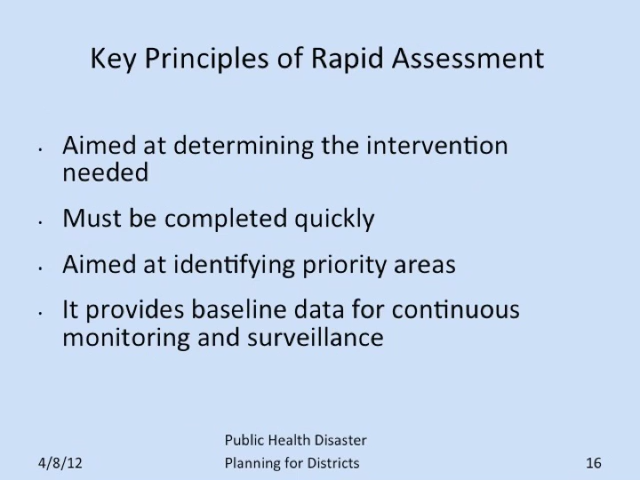 Key Principles of Rapid Assessment
· Aimed at determining the intervention
needed
· Must be completed quickly
· Aimed at identifying priority areas
· It provides baseline data for continuous
monitoring and surveillance
Public Health Disaster
4/8/12 Planning for Districts 16